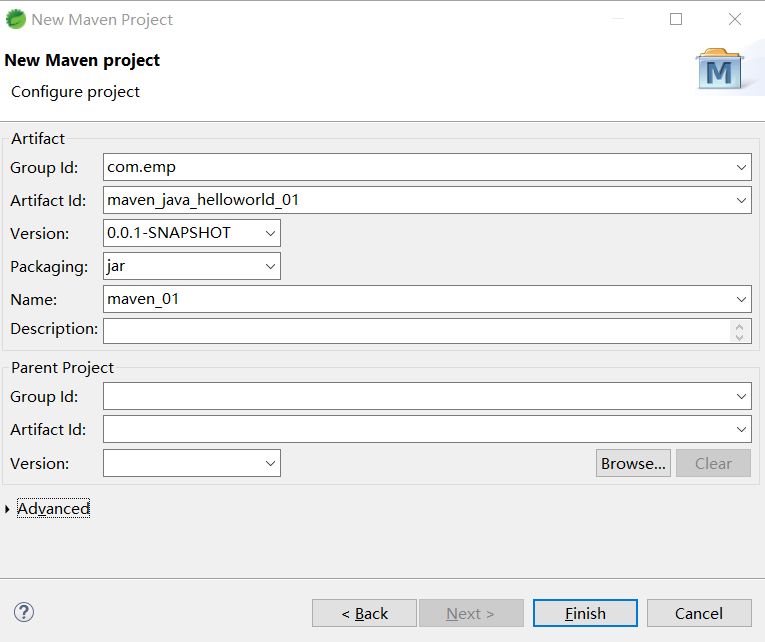 New Maven Project
New Maven project
Configure project
M
Artifact
Group Id: com.emp
Artifact Id: maven_java_helloworld_01
Version: 0.0.1-SNAPSHOT
Packaging: jar
Name: maven_01
Description:
Parent Project
Group Id:
Artifact Id:
Version:
Browse... Clear
Advanced
? < Back Next > Finish Cancel